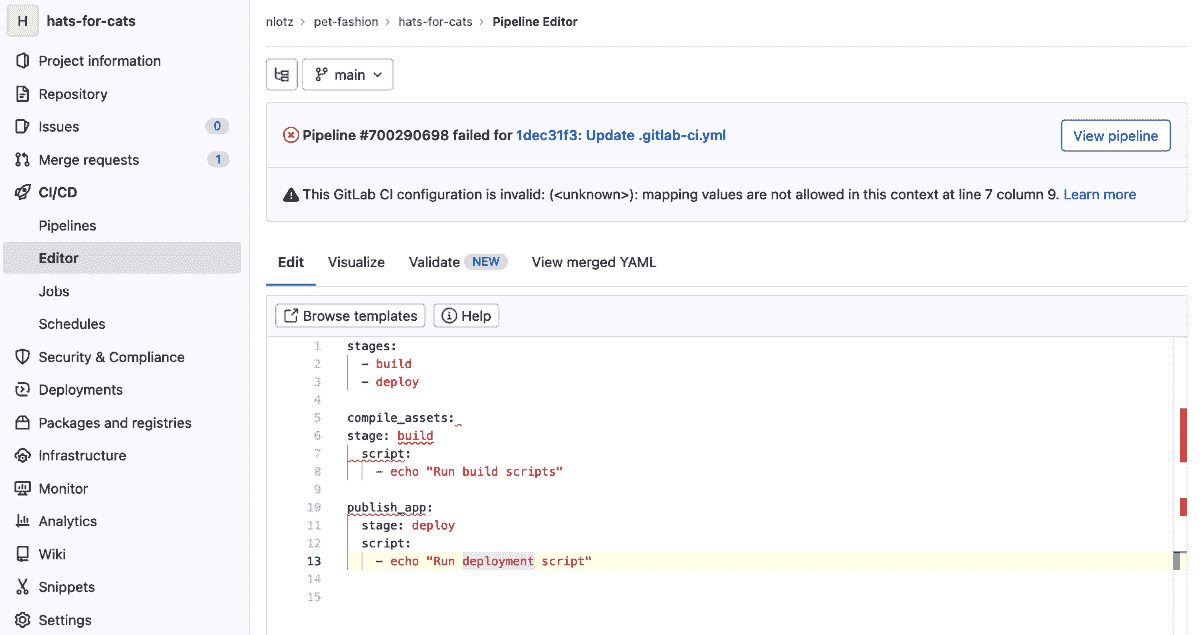 H hats-for-cats
Project information
Repository
Issues 0
Merge requests 1
CI/CD
Pipelines
Editor
Jobs
Schedules
Security & Compliance
Deployments
Packages and registries
Infrastructure
Monitor
Analytics
Wiki
Snippets
Settings
nlotz > pet-fashion > hats-for-cats > Pipeline Editor
main
Pipeline #700290698 failed for 1dec31f3: Update .gitlab-ci.yml
View pipeline
This GitLab CI configuration is invalid: (<unknown>): mapping values are not allowed in this context at line 7 column 9. Learn more
Edit Visualize Validate NEW View merged YAML
Browse templates Help
1 stages:
2   - build
3   - deploy
4
5 compile_assets:
6 stage: build
7   script:
8     - echo "Run build scripts"
9
10 publish_app:
11   stage: deploy
12   script:
13     - echo "Run deployment script"
14
15